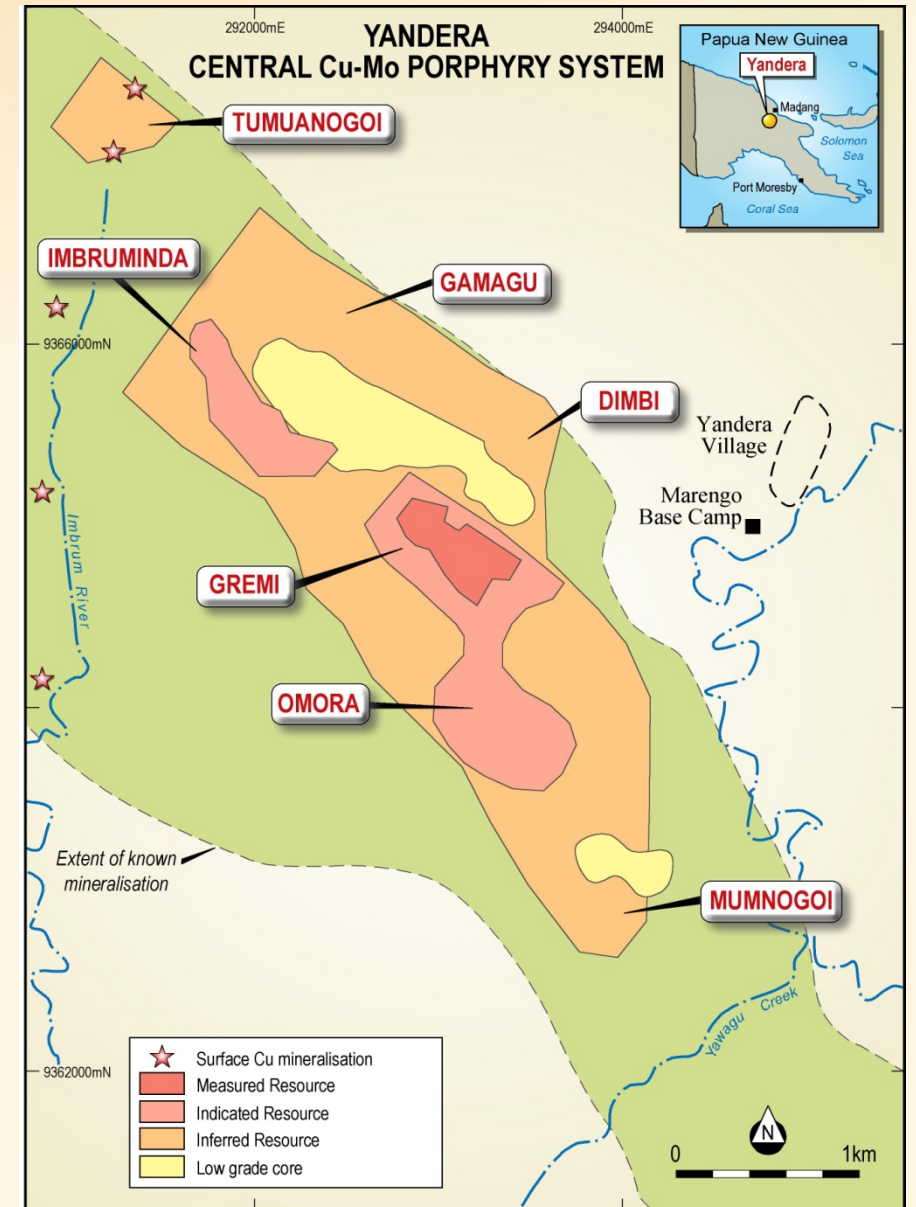 292000mE
294000mE
YANDERA
CENTRAL Cu-Mo PORPHYRY SYSTEM
Papua New Guinea
Yandera
Madang
Solomon
Sea
Port Moresby
Coral Sea
TUMUANOGOI
IMBRUMINDA
GAMAGU
9366000mN
DIMBI
Yandera
Village
Marengo
Base Camp
Imbrum River
GREMI
OMORA
Extent of known
mineralisation
MUMNOGOI
Yawagu Creek
9362000mN
Surface Cu mineralisation
Measured Resource
Indicated Resource
Inferred Resource
Low grade core
N
0 1km